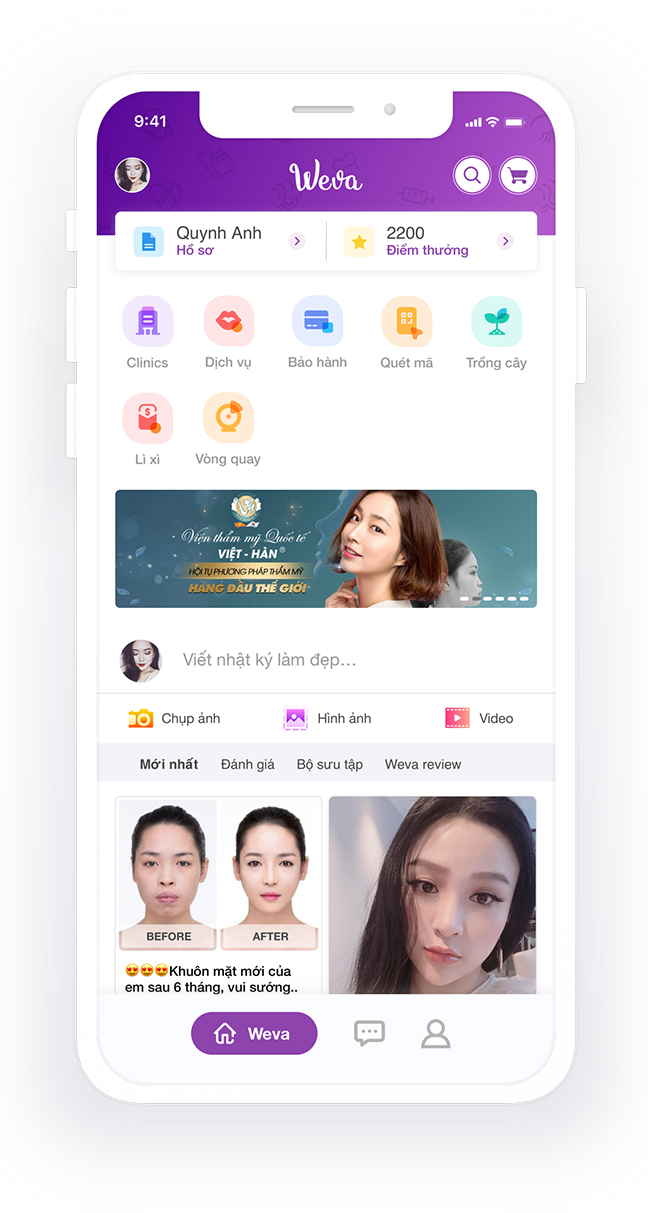 9:41
Weva
Quynh Anh
Hồ sơ
2200
Điểm thưởng
Clinics
Dịch vụ
Bảo hành
Quét mã
Trồng cây
Lì xì
Vòng quay
Viện thẩm mỹ Quốc tế
VIỆT - HÀN®
HỘI TỤ PHƯƠNG PHÁP THẨM MỸ
HÀNG ĐẦU THẾ GIỚI
Viết nhật ký làm đẹp...
Chụp ảnh
Hình ảnh
Video
Mới nhất
Đánh giá
Bộ sưu tập
Weva review
BEFORE
AFTER
😍😍😍Khuôn mặt mới của
em sau 6 tháng, vui sướng..
Weva